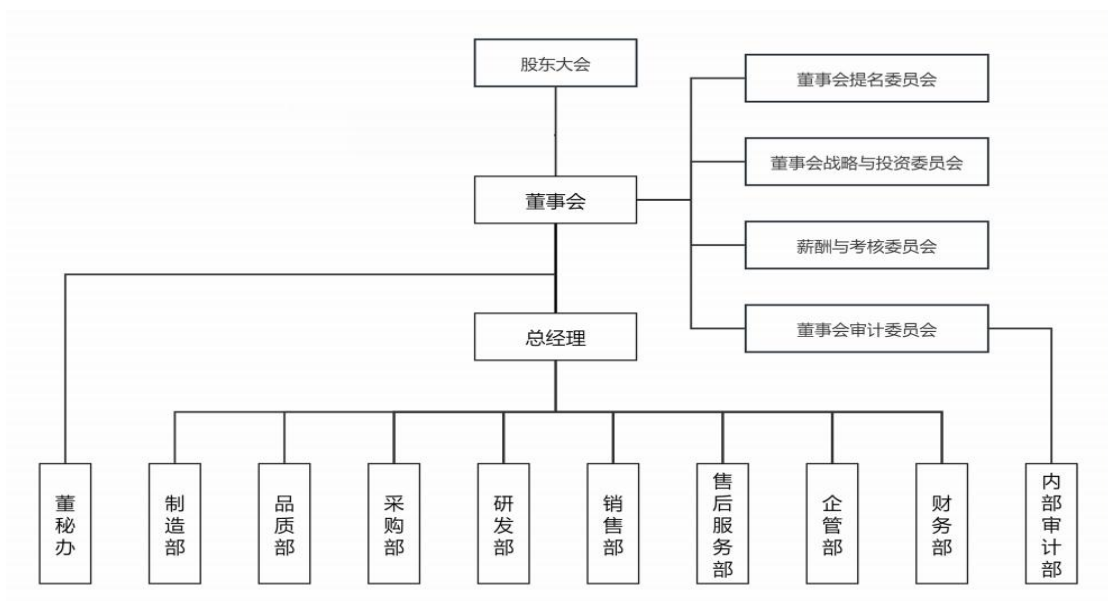 股东大会
董事会提名委员会
董事会战略与投资委员会
董事会
薪酬与考核委员会
董事会审计委员会
总经理
董秘办
制造部
品质部
采购部
研发部
销售部
售后服务部
企管部
财务部
内部审计部